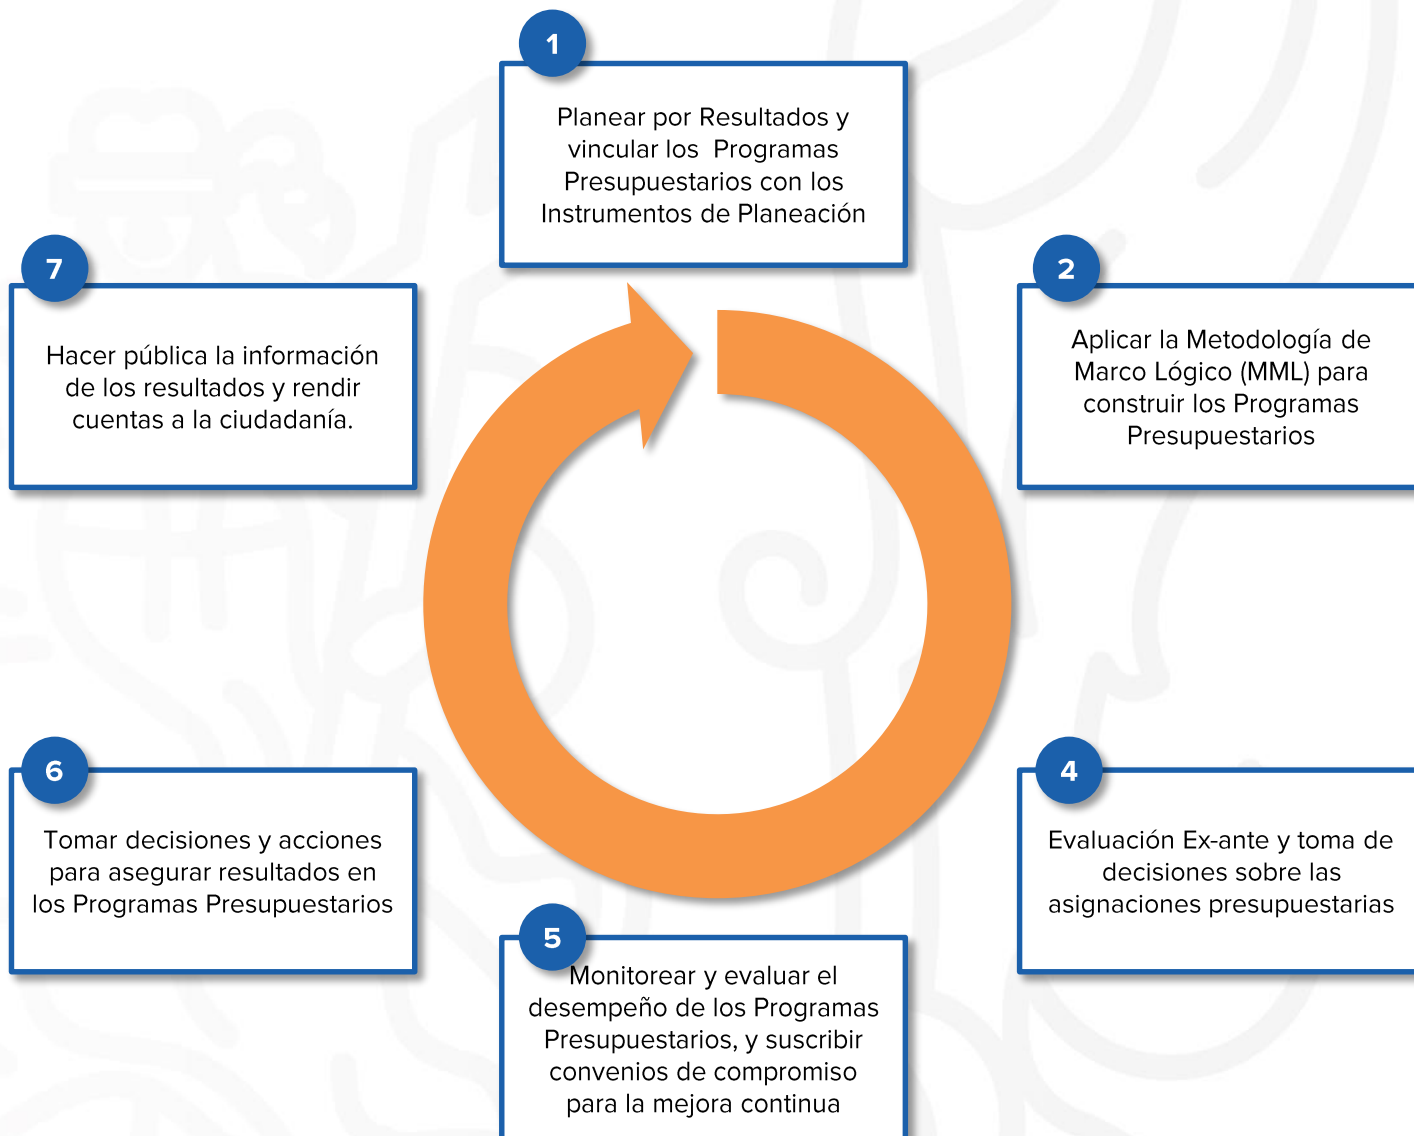 1
Planear por Resultados y
vincular los Programas
Presupuestarios con los
Instrumentos de Planeación
2
Aplicar la Metodología de
Marco Lógico (MML) para
construir los Programas
Presupuestarios
4
Evaluación Ex-ante y toma de
decisiones sobre las
asignaciones presupuestarias
5
Monitorear y evaluar el
desempeño de los Programas
Presupuestarios, y suscribir
convenios de compromiso
para la mejora continua
6
Tomar decisiones y acciones
para asegurar resultados en
los Programas Presupuestarios
7
Hacer pública la información
de los resultados y rendir
cuentas a la ciudadanía.